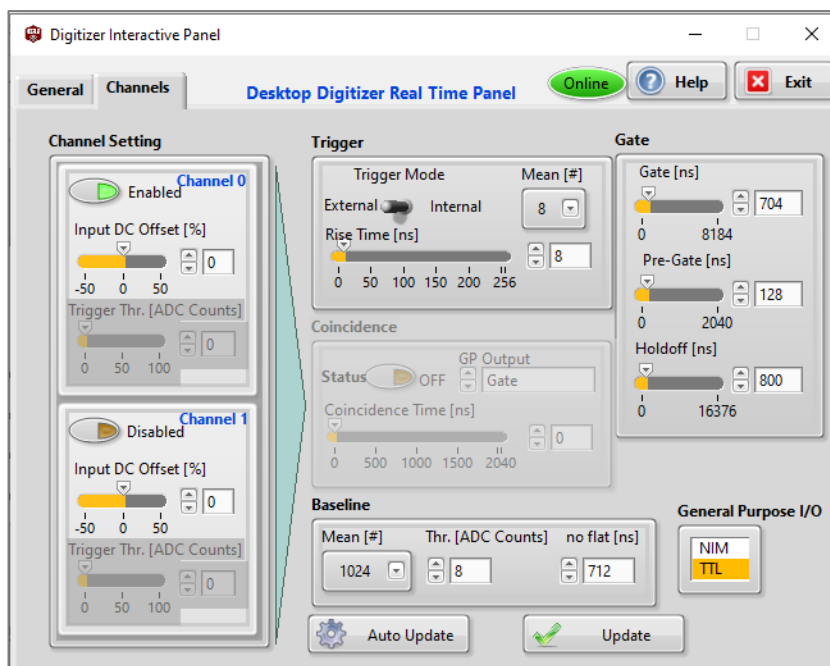 Digitizer Interactive Panel
General
Channels
Desktop Digitizer Real Time Panel
Online
Help
Exit
Channel Setting
Channel 0
Enabled
Input DC Offset [%]
0
-50 0 50
Trigger Thr. [ADC Counts]
0
0 50 100
Channel 1
Disabled
Input DC Offset [%]
0
-50 0 50
Trigger Thr. [ADC Counts]
0
0 50 100
Trigger
Trigger Mode
Mean [#]
External Internal
8
Rise Time [ns]
8
0 50 100 150 200 256
Coincidence
GP Output
Status OFF Gate
Coincidence Time [ns]
0
0 500 1000 1500 2040
Baseline
Mean [#] Thr. [ADC Counts] no flat [ns]
1024 8 712
Gate
Gate [ns]
704
0 8184
Pre-Gate [ns]
128
0 2040
Holdoff [ns]
800
0 16376
General Purpose I/O
NIM
TTL
Auto Update
Update